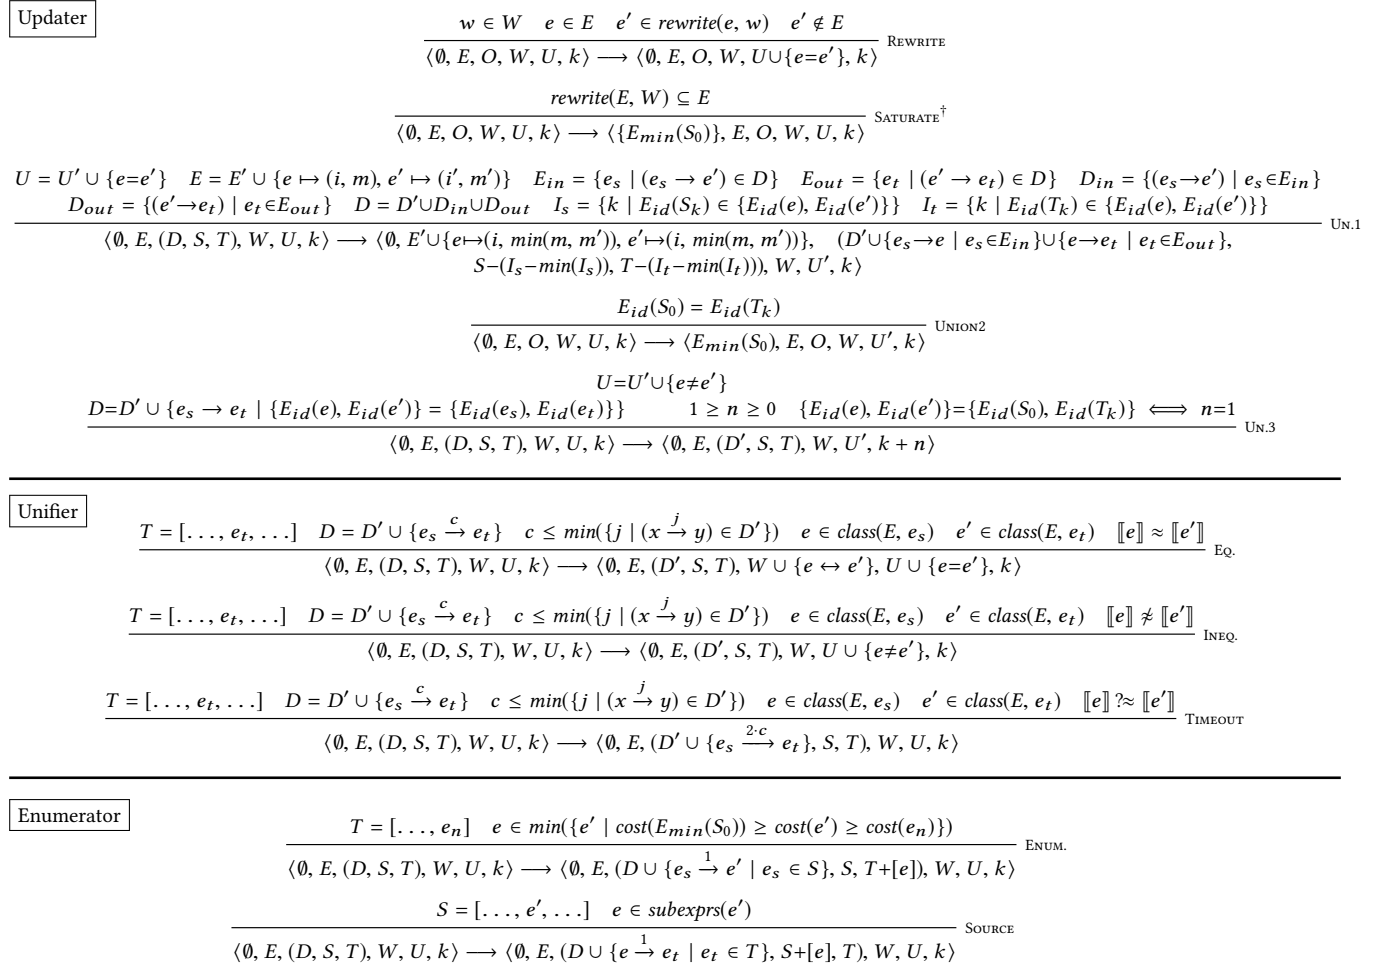 Updater
w ∈ W e ∈ E e′ ∈ rewrite(e, w) e′ ∉ E
⟨∅, E, O, W, U, k⟩ ⟶ ⟨∅, E, O, W, U∪{e=e′}, k⟩ Rewrite
rewrite(E, W) ⊆ E
⟨∅, E, O, W, U, k⟩ ⟶ ⟨{E_min(S_0)}, E, O, W, U, k⟩ Saturate†
U = U′ ∪ {e=e′} E = E′ ∪ {e ↦ (i, m), e′ ↦ (i′, m′)} E_in = {e_s | (e_s → e′) ∈ D} E_out = {e_t | (e′ → e_t) ∈ D} D_in = {(e_s→e′) | e_s∈E_in}
D_out = {(e′→e_t) | e_t∈E_out} D = D′∪D_in∪D_out I_s = {k | E_id(S_k) ∈ {E_id(e), E_id(e′)}} I_t = {k | E_id(T_k) ∈ {E_id(e), E_id(e′)}}
⟨∅, E, (D, S, T), W, U, k⟩ ⟶ ⟨∅, E′∪{e↦(i, min(m, m′)), e′↦(i, min(m, m′))}, (D′∪{e_s→e | e_s∈E_in}∪{e→e_t | e_t∈E_out}, Un.1
S−(I_s−min(I_s)), T−(I_t−min(I_t))), W, U′, k⟩
E_id(S_0) = E_id(T_k)
⟨∅, E, O, W, U, k⟩ ⟶ ⟨E_min(S_0), E, O, W, U′, k⟩ Union2
U=U′∪{e≠e′}
D=D′ ∪ {e_s → e_t | {E_id(e), E_id(e′)} = {E_id(e_s), E_id(e_t)}} 1 ≥ n ≥ 0 {E_id(e), E_id(e′)}={E_id(S_0), E_id(T_k)} ⟺ n=1
⟨∅, E, (D, S, T), W, U, k⟩ ⟶ ⟨∅, E, (D′, S, T), W, U′, k + n⟩ Un.3
Unifier
T = [..., e_t, ...] D = D′ ∪ {e_s →^c e_t} c ≤ min({j | (x →^j y) ∈ D′}) e ∈ class(E, e_s) e′ ∈ class(E, e_t) ⟦e⟧ ≈ ⟦e′⟧
⟨∅, E, (D, S, T), W, U, k⟩ ⟶ ⟨∅, E, (D′, S, T), W ∪ {e ↔ e′}, U ∪ {e=e′}, k⟩ Eq.
T = [..., e_t, ...] D = D′ ∪ {e_s →^c e_t} c ≤ min({j | (x →^j y) ∈ D′}) e ∈ class(E, e_s) e′ ∈ class(E, e_t) ⟦e⟧ ≉ ⟦e′⟧
⟨∅, E, (D, S, T), W, U, k⟩ ⟶ ⟨∅, E, (D′, S, T), W, U ∪ {e≠e′}, k⟩ Ineq.
T = [..., e_t, ...] D = D′ ∪ {e_s →^c e_t} c ≤ min({j | (x →^j y) ∈ D′}) e ∈ class(E, e_s) e′ ∈ class(E, e_t) ⟦e⟧ ?≈ ⟦e′⟧
⟨∅, E, (D, S, T), W, U, k⟩ ⟶ ⟨∅, E, (D′ ∪ {e_s →^{2·c} e_t}, S, T), W, U, k⟩ Timeout
Enumerator
T = [..., e_n] e ∈ min({e′ | cost(E_min(S_0)) ≥ cost(e′) ≥ cost(e_n)})
⟨∅, E, (D, S, T), W, U, k⟩ ⟶ ⟨∅, E, (D ∪ {e_s →^1 e′ | e_s ∈ S}, S, T+[e]), W, U, k⟩ Enum.
S = [..., e′, ...] e ∈ subexprs(e′)
⟨∅, E, (D, S, T), W, U, k⟩ ⟶ ⟨∅, E, (D ∪ {e →^1 e_t | e_t ∈ T}, S+[e], T), W, U, k⟩ Source